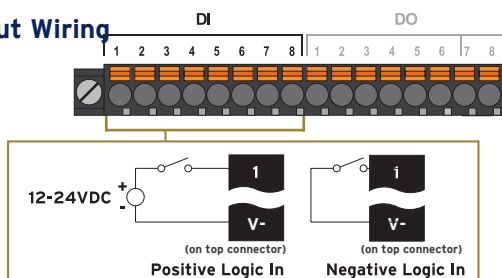 ut Wiring
DI DO
1 2 3 4 5 6 7 8 1 2 3 4 5 6 7 8
12-24VDC + -
1 i
V- V-
(on top connector) (on top connector)
Positive Logic In Negative Logic In